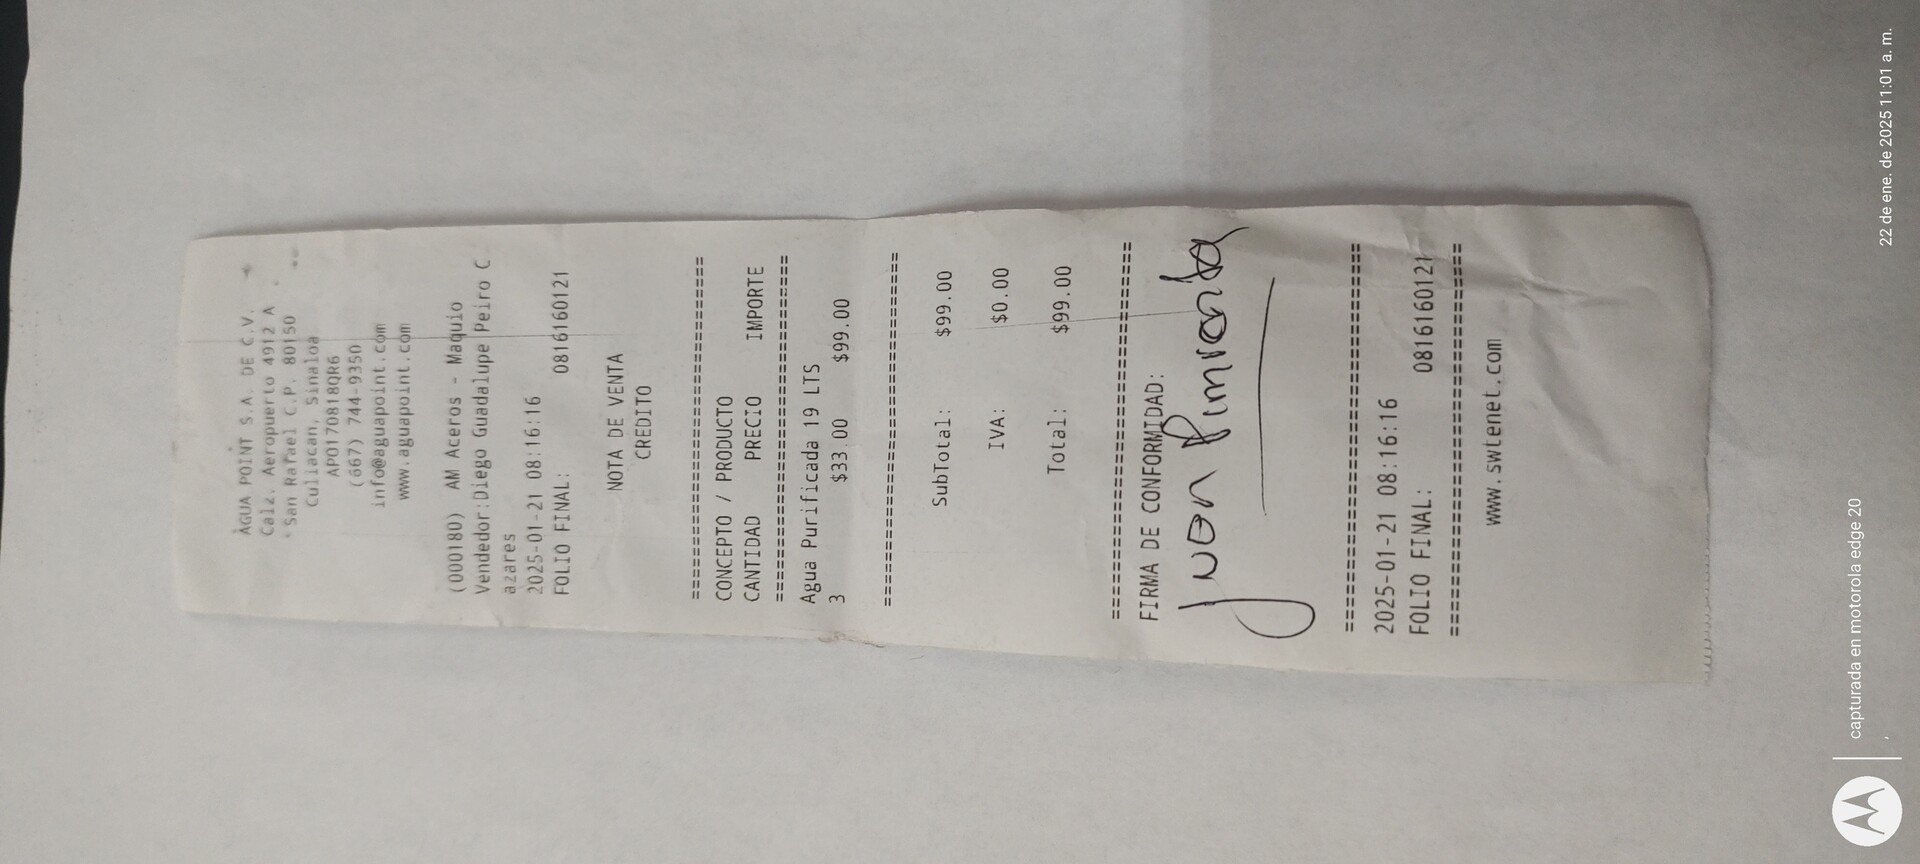 AGUA POINT S.A. DE C.V.
Calz. Aeropuerto 4912 A
San Rafael C.P. 80150
Culiacan, Sinaloa
APO170818QR6
(667) 744-9350
info@aguapoint.com
www.aguapoint.com
(000180) AM Aceros - Maquio
Vendedor:Diego Guadalupe Peiro C
azares
2025-01-21 08:16:16
FOLIO FINAL: 0816160121
NOTA DE VENTA
CREDITO
================================
CONCEPTO / PRODUCTO
CANTIDAD PRECIO IMPORTE
================================
Agua Purificada 19 LTS
3 $33.00 $99.00
================================
SubTotal: $99.00
IVA: $0.00
Total: $99.00
================================
FIRMA DE CONFORMIDAD:
Juan Pimienta
================================
2025-01-21 08:16:16
FOLIO FINAL: 0816160121
================================
www.swtenet.com
capturada en motorola edge 20
22 de ene. de 2025 11:01 a. m.